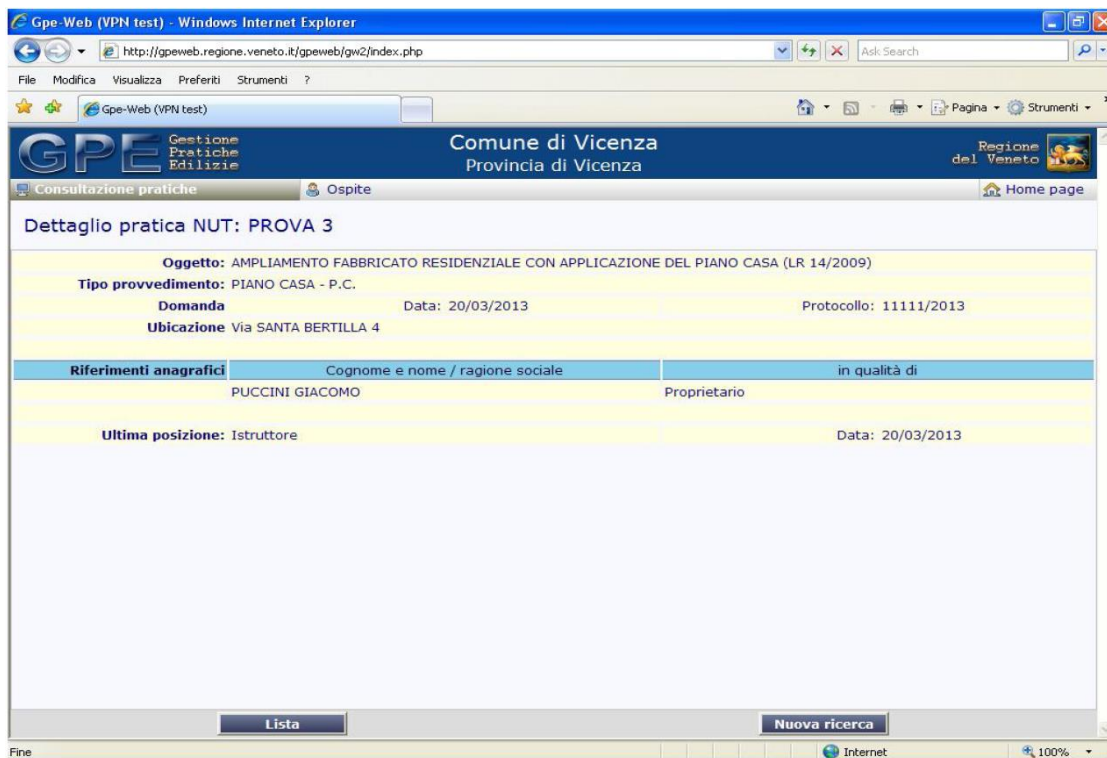 Gpe-Web (VPN test) - Windows Internet Explorer
http://gpeweb.regione.veneto.it/gpeweb/gw2/index.php
Ask Search
File Modifica Visualizza Preferiti Strumenti ?
Gpe-Web (VPN test)
Pagina Strumenti
GPE Gestione Pratiche Edilizie
Comune di Vicenza
Provincia di Vicenza
Regione del Veneto
Consultazione pratiche Ospite Home page
Dettaglio pratica NUT: PROVA 3
Oggetto: AMPLIAMENTO FABBRICATO RESIDENZIALE CON APPLICAZIONE DEL PIANO CASA (LR 14/2009)
Tipo provvedimento: PIANO CASA - P.C.
Domanda Data: 20/03/2013 Protocollo: 11111/2013
Ubicazione Via SANTA BERTILLA 4
Riferimenti anagrafici Cognome e nome / ragione sociale in qualità di
PUCCINI GIACOMO Proprietario
Ultima posizione: Istruttore Data: 20/03/2013
Lista Nuova ricerca
Fine Internet 100%